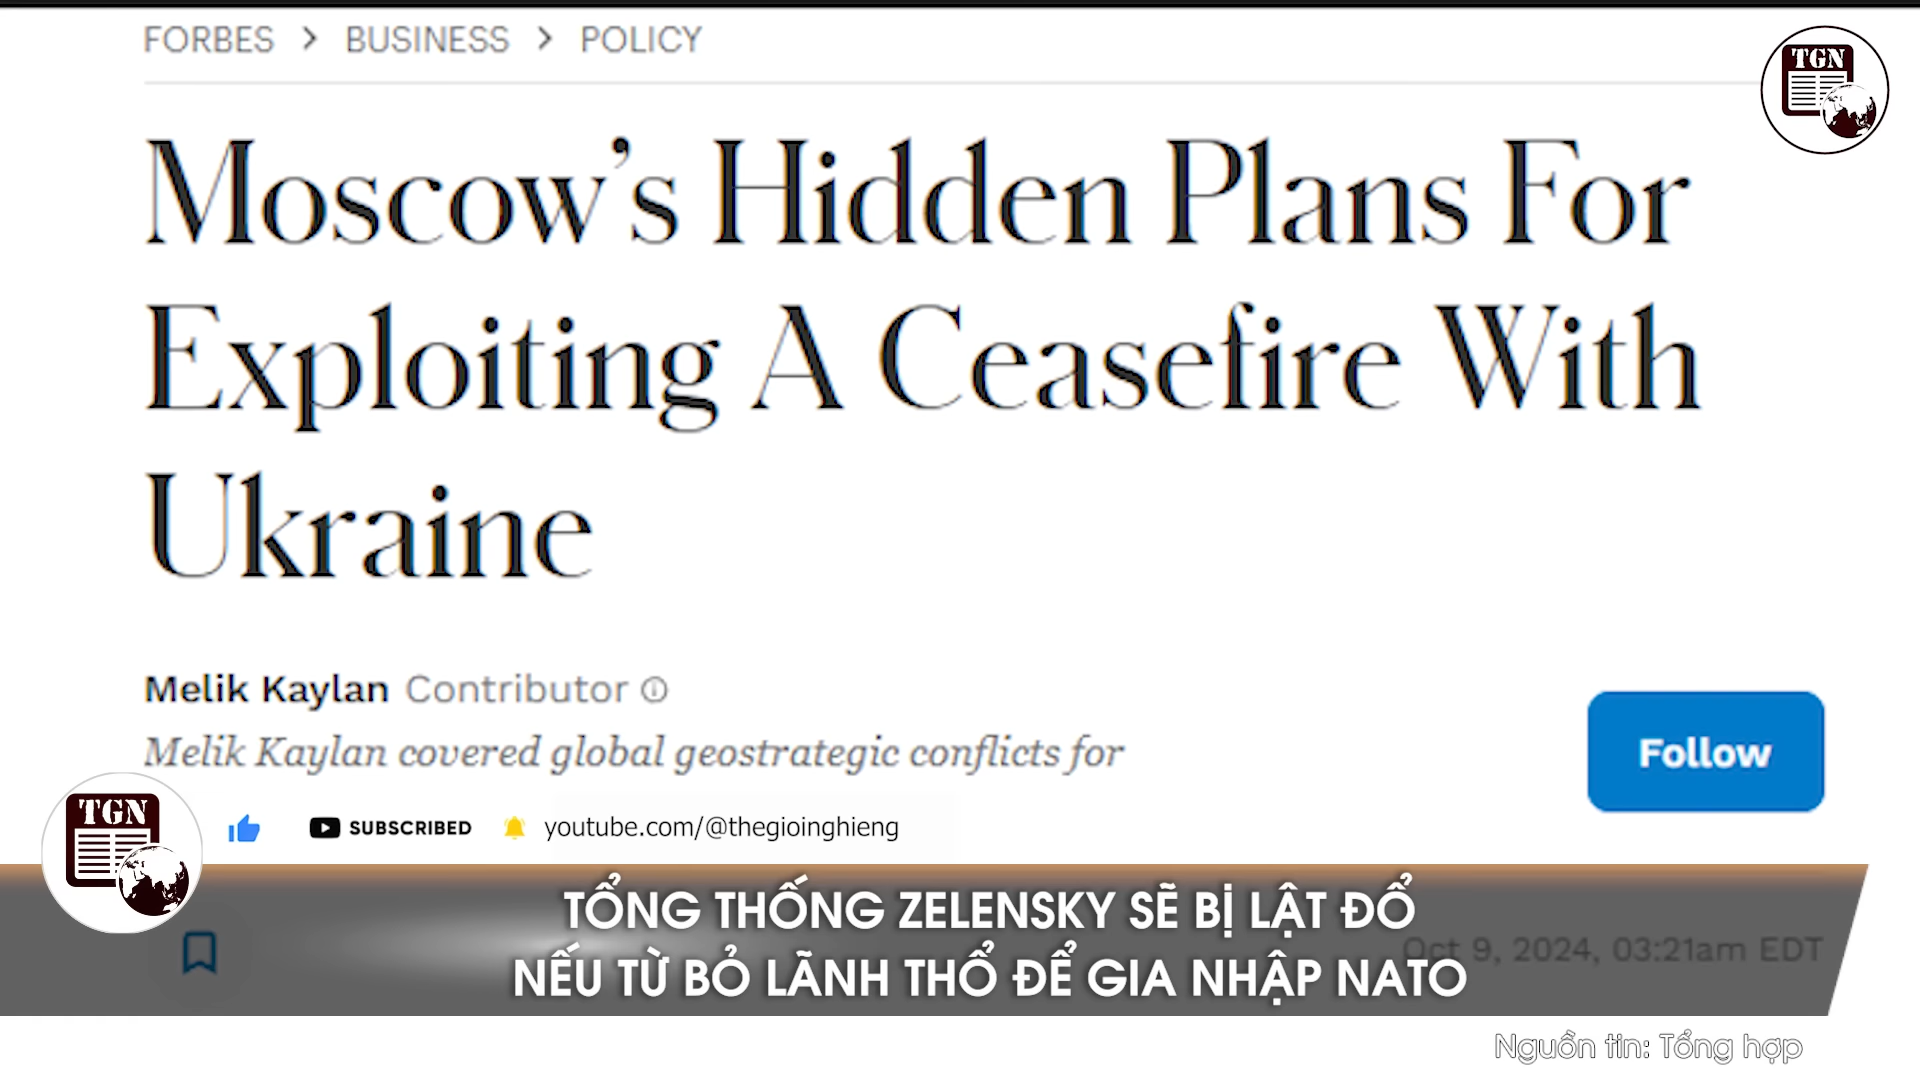 FORBES > BUSINESS > POLICY
TGN
Moscow’s Hidden Plans For
Exploiting A Ceasefire With
Ukraine
Melik Kaylan Contributor
Melik Kaylan covered global geostrategic conflicts for
Follow
TGN
SUBSCRIBED youtube.com/@thegioinghieng
TỔNG THỐNG ZELENSKY SẼ BỊ LẬT ĐỔ
NẾU TỪ BỎ LÃNH THỔ ĐỂ GIA NHẬP NATO
Oct 9, 2024, 03:21am EDT
Nguồn tin: Tổng hợp